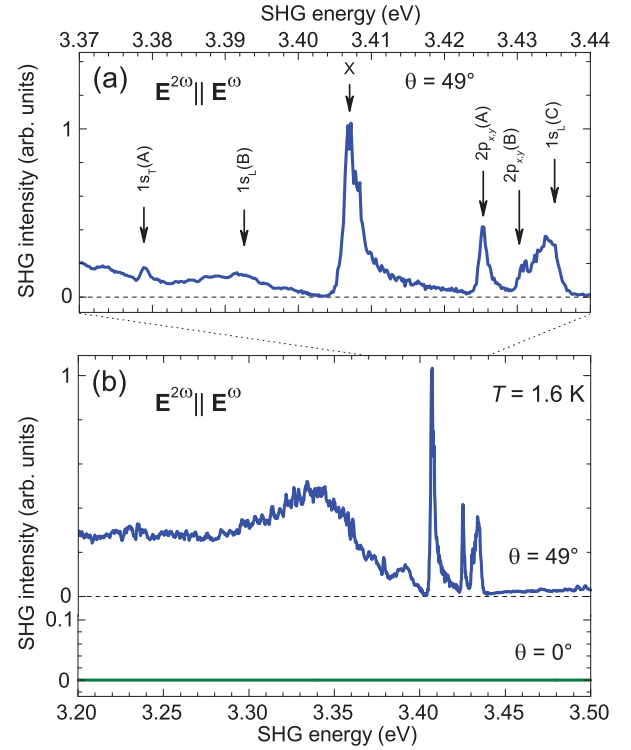 SHG energy (eV)
3.37 3.38 3.39 3.40 3.41 3.42 3.43 3.44
(a) E²ω|| Eω X θ = 49°
1sT(A)
1sL(B)
2px,y(A)
2px,y(B)
1sL(C)
SHG intensity (arb. units)
1
0
(b) E²ω|| Eω T = 1.6 K
SHG intensity (arb. units)
1
θ = 49°
0
0.1
θ = 0°
0
3.20 3.25 3.30 3.35 3.40 3.45 3.50
SHG energy (eV)